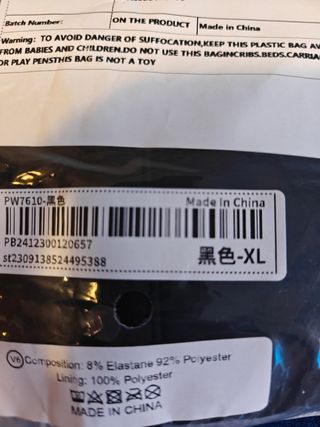 Batch Number: ON THE PRODUCT Made in China
Warning: TO AVOID DANGER OF SUFFOCATION,KEEP THIS PLASTIC BAG
FROM BABIES AND CHILDREN.DO NOT USE THIS BAGINCRIBS.BEDS.CARRIA
OR PLAY PENSTHIS BAG IS NOT A TOY
PW7610-黑色 Made In China
PB2412300120657
st2309138524495388 黑色-XL
V6 Composition: 8% Elastane 92% Polyester
Lining: 100% Polyester
MADE IN CHINA